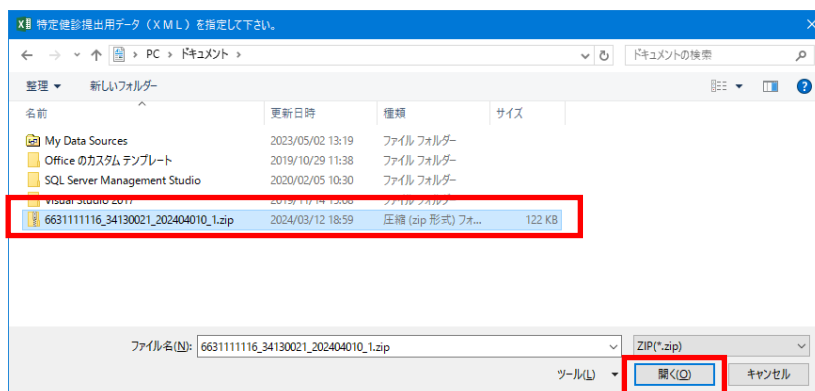 特定健診提出用データ（ＸＭＬ）を指定して下さい。
PC › ドキュメント ›
ドキュメントの検索
整理 新しいフォルダー
名前 更新日時 種類 サイズ
My Data Sources 2023/05/02 13:19 ファイル フォルダー
Office のカスタム テンプレート 2019/10/29 11:38 ファイル フォルダー
SQL Server Management Studio 2020/02/05 10:30 ファイル フォルダー
Visual Studio 2017 2019/11/14 15:08 ファイル フォルダー
6631111116_34130021_202404010_1.zip 2024/03/12 18:59 圧縮 (zip 形式) フォ... 122 KB
ファイル名(N): 6631111116_34130021_202404010_1.zip ZIP(*.zip)
ツール(L) 開く(O) キャンセル